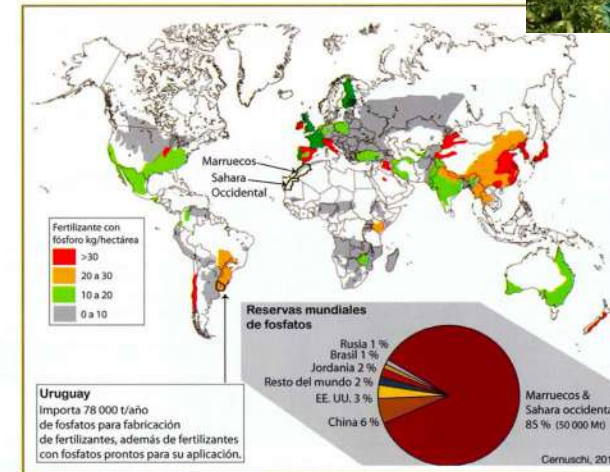 Marruecos
Sahara
Occidental
Fertilizante con
fósforo kg/hectárea
>30
20 a 30
10 a 20
0 a 10
Uruguay
Importa 78 000 t/año
de fosfatos para fabricación
de fertilizantes, además de fertilizantes
con fosfatos prontos para su aplicación.
Reservas mundiales
de fosfatos
Rusia 1 %
Brasil 1 %
Jordania 2 %
Resto del mundo 2 %
EE. UU. 3 %
China 6 %
Marruecos &
Sahara occidenta
85 % (50 000 Mt)
Cernuschi, 201